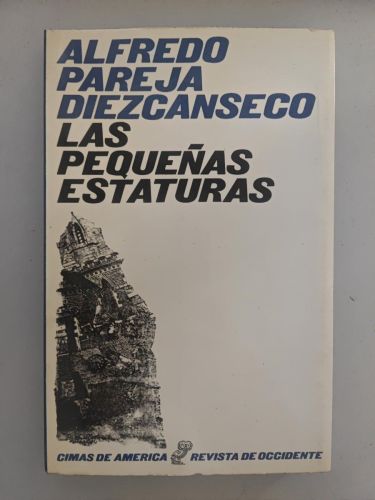 ALFREDO
PAREJA
DIEZCANSECO
LAS
PEQUEÑAS
ESTATURAS
CIMAS DE AMERICA REVISTA DE OCCIDENTE